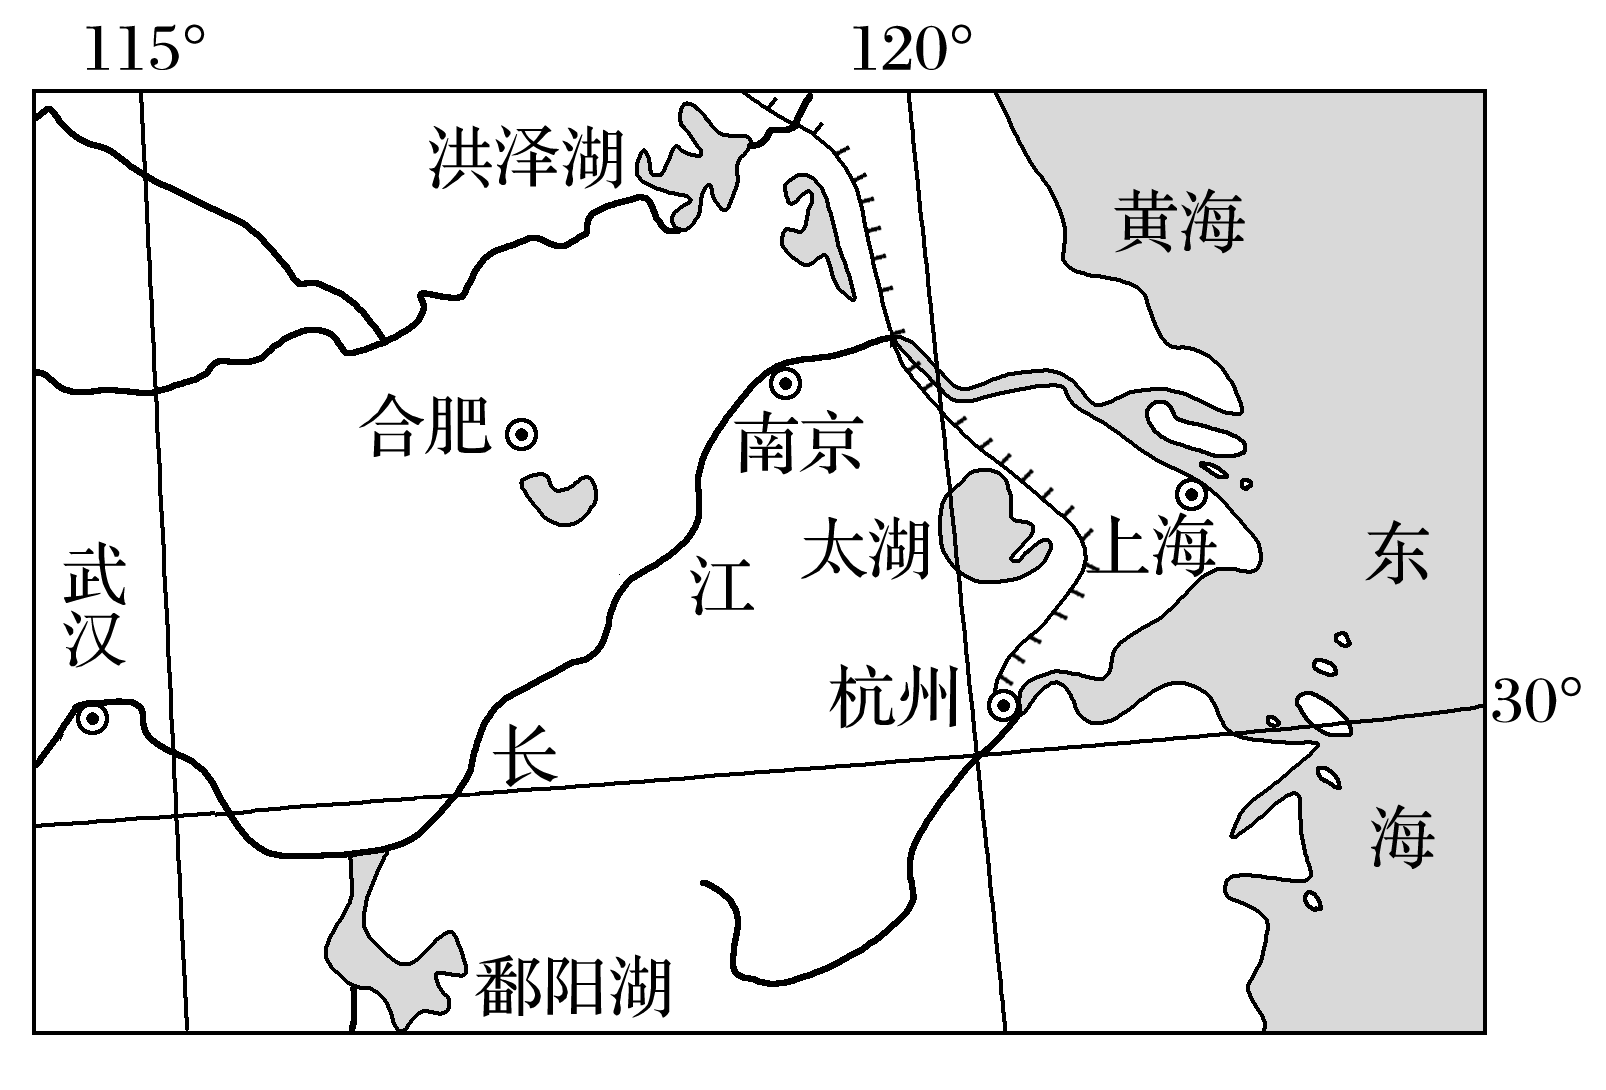 115°
120°
洪泽湖
黄海
合肥
南京
太湖
上海
东
江
武
汉
杭州
30°
长
海
鄱阳湖